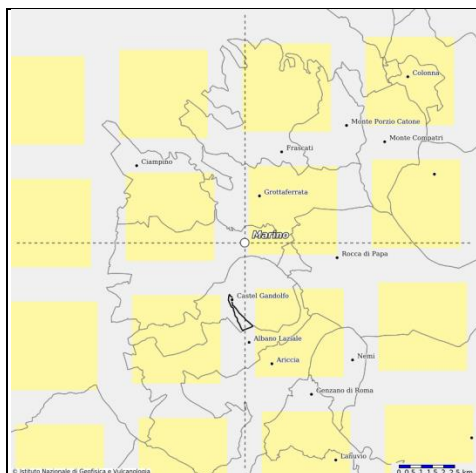 Colonna
Monte Porzio Catone
Monte Compatri
Frascati
Ciampino
Grottaferrata
Marino
Rocca di Papa
Castel Gandolfo
Albano Laziale
Nemi
Ariccia
Genzano di Roma
Lanuvio
© Istituto Nazionale di Geofisica e Vulcanologia